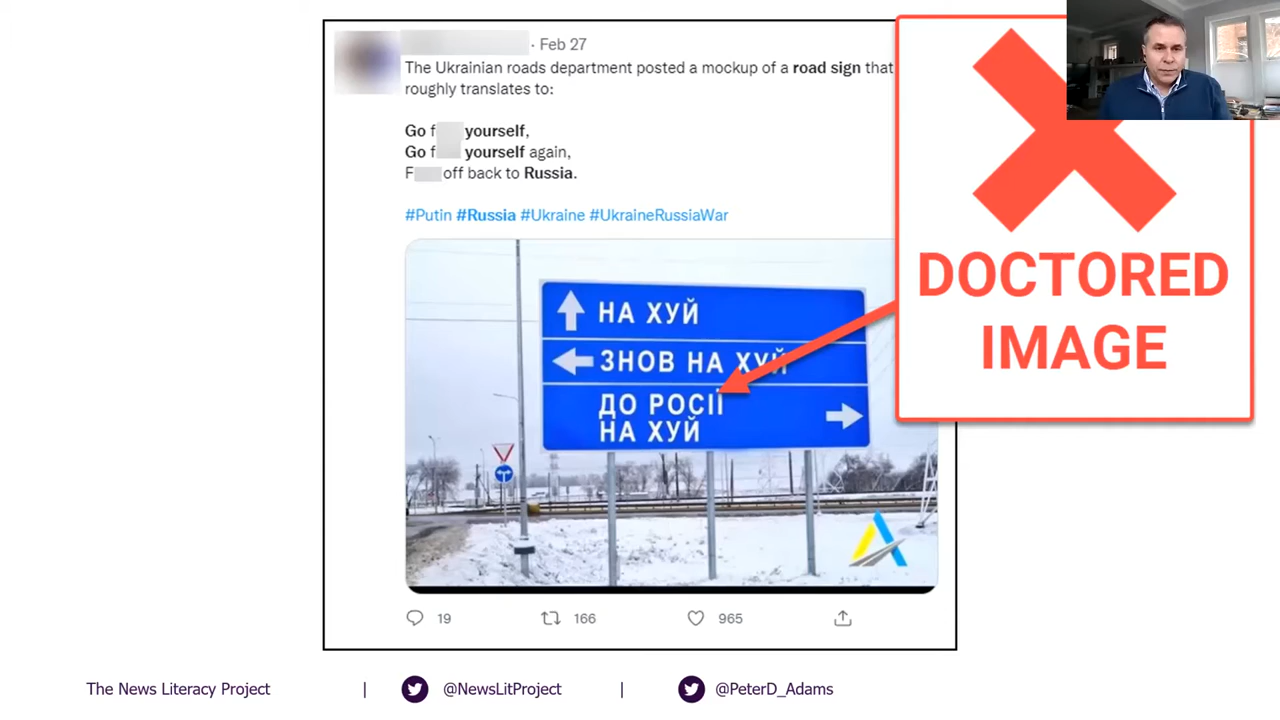 · Feb 27
The Ukrainian roads department posted a mockup of a road sign that
roughly translates to:
Go f yourself,
Go f yourself again,
F off back to Russia.
#Putin #Russia #Ukraine #UkraineRussiaWar
НА ХУЙ
ЗНОВ НА ХУЙ
ДО РОСІЇ
НА ХУЙ
19
166
965
DOCTORED
IMAGE
The News Literacy Project | @NewsLitProject | @PeterD_Adams